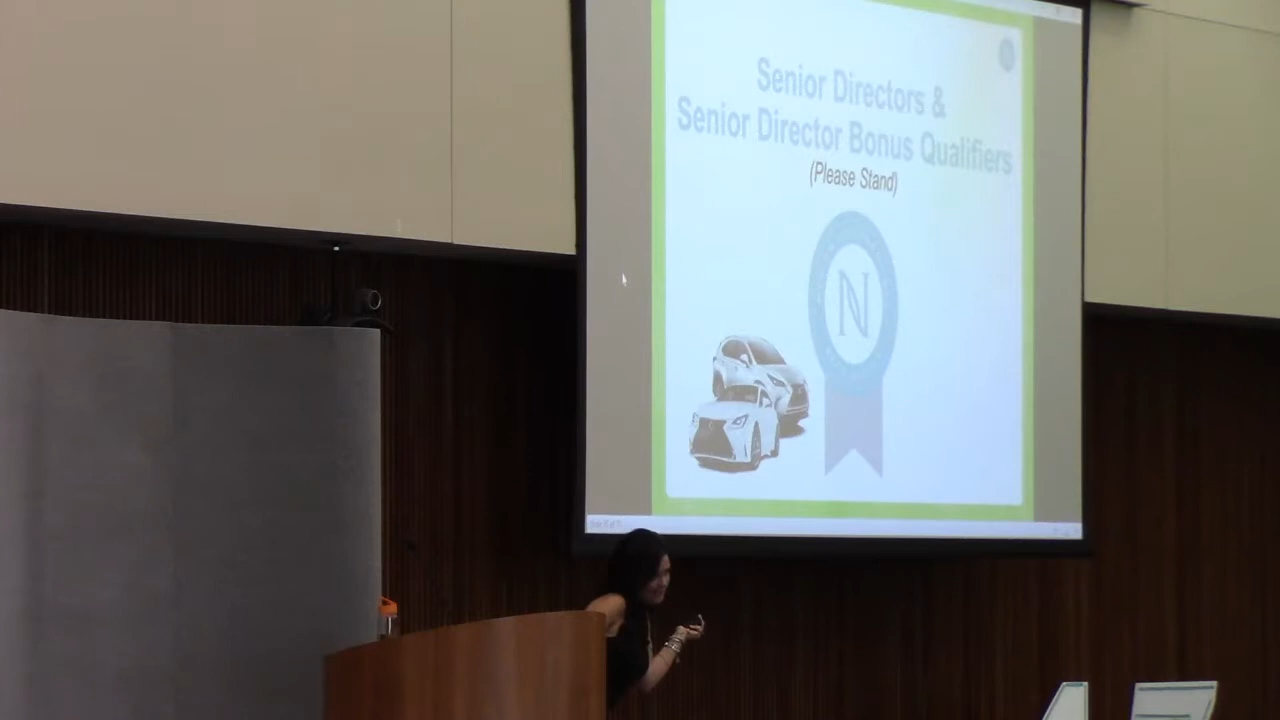 Senior Directors &
Senior Director Bonus Qualifiers
(Please Stand)
N